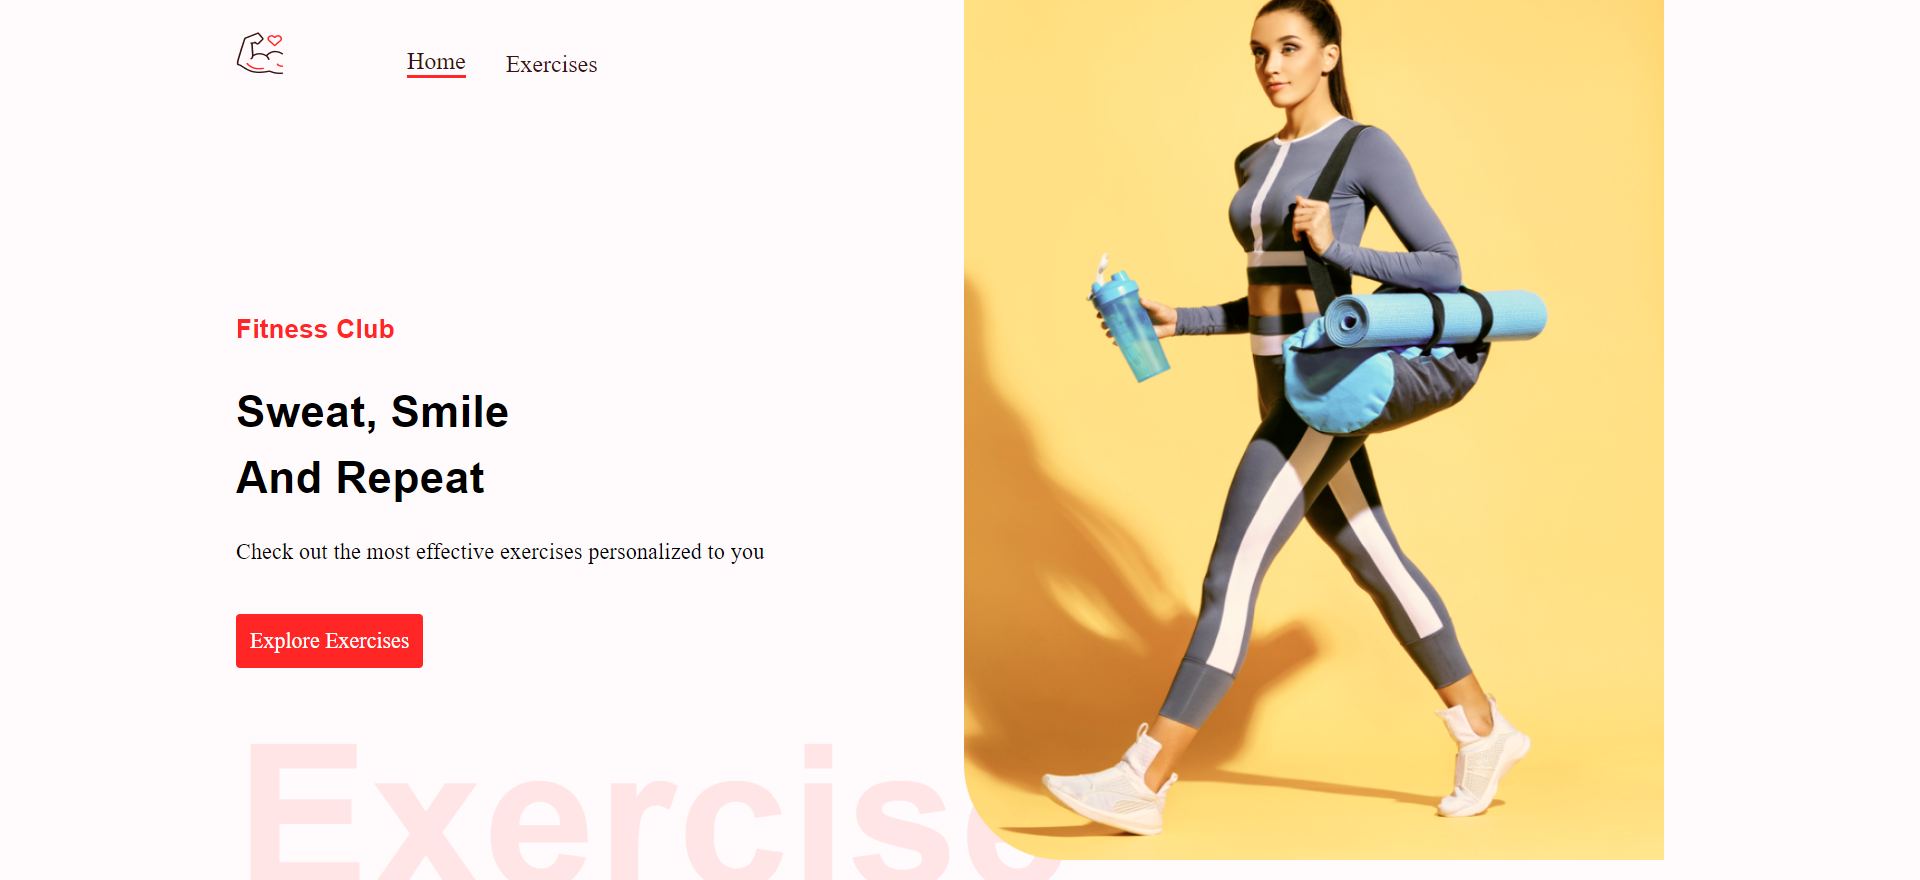 Home
Exercises
Fitness Club
Sweat, Smile
And Repeat
Check out the most effective exercises personalized to you
Explore Exercises
Exercise